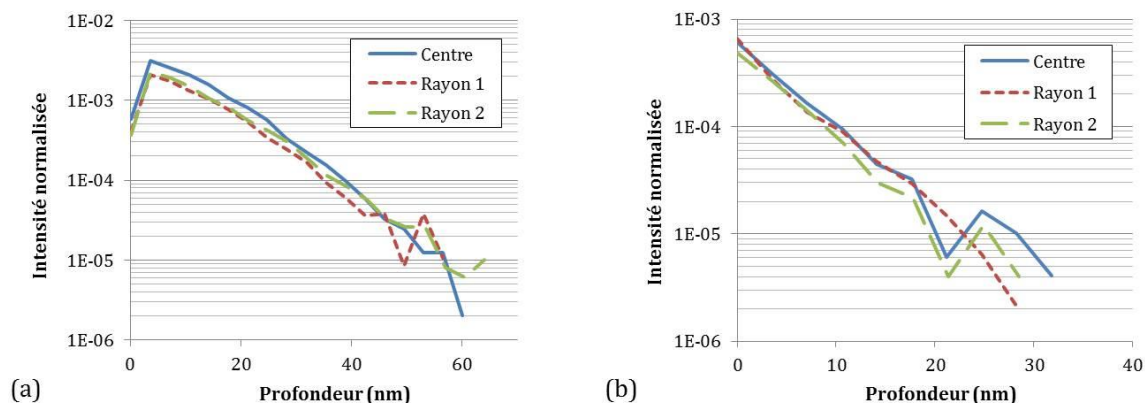 1E-02
1E-03
1E-04
1E-05
1E-06
Intensité normalisée
Centre
Rayon 1
Rayon 2
0
20
40
60
Profondeur (nm)
(a)
1E-03
1E-04
1E-05
1E-06
Intensité normalisée
Centre
Rayon 1
Rayon 2
0
10
20
30
40
Profondeur (nm)
(b)